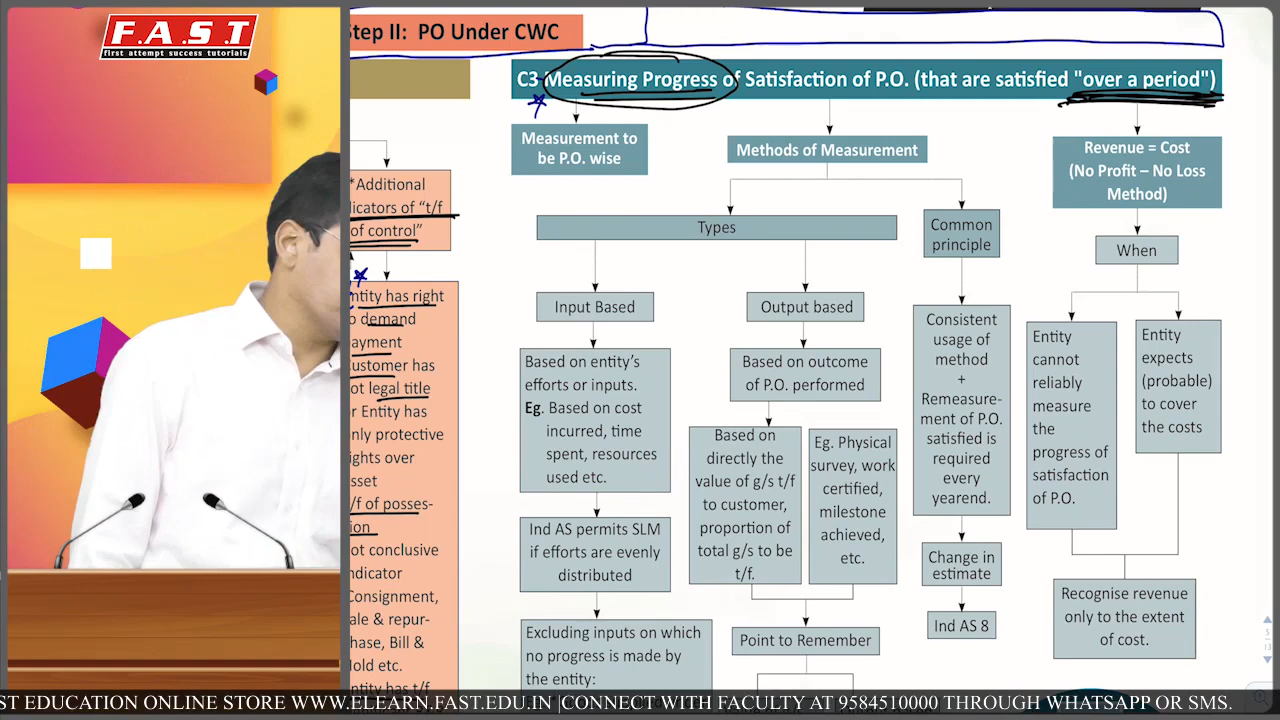 F.A.S.T
first attempt success tutorials
Step II: PO Under CWC
C3 Measuring Progress of Satisfaction of P.O. (that are satisfied "over a period")
Measurement to
be P.O. wise
Methods of Measurement
Types
Input Based
Based on entity's
efforts or inputs.
Eg. Based on cost
incurred, time
spent, resources
used etc.
Ind AS permits SLM
if efforts are evenly
distributed
Excluding inputs on which
no progress is made by
the entity:
Output based
Based on outcome
of P.O. performed
Based on
directly the
value of g/s t/f
to customer,
proportion of
total g/s to be
t/f.
Eg. Physical
survey, work
certified,
milestone
achieved,
etc.
Point to Remember
Common
principle
Consistent
usage of
method
+
Remeasure-
ment of P.O.
satisfied is
required
every
yearend.
Change in
estimate
Ind AS 8
Revenue = Cost
(No Profit – No Loss
Method)
When
Entity
cannot
reliably
measure
the
progress of
satisfaction
of P.O.
Entity
expects
(probable)
to cover
the costs
Recognise revenue
only to the extent
of cost.
*Additional
licators of "t/f
of control"
ntity has right
o demand
ayment
ustomer has
ot legal title
r Entity has
nly protective
ights over
sset
/f of posses-
ion
ot conclusive
ndicator
Consignment,
ale & repur-
hase, Bill &
old etc.
ntity has t/f
ST EDUCATION ONLINE STORE WWW.ELEARN.FAST.EDU.IN |CONNECT WITH FACULTY AT 9584510000 THROUGH WHATSAPP OR SMS.